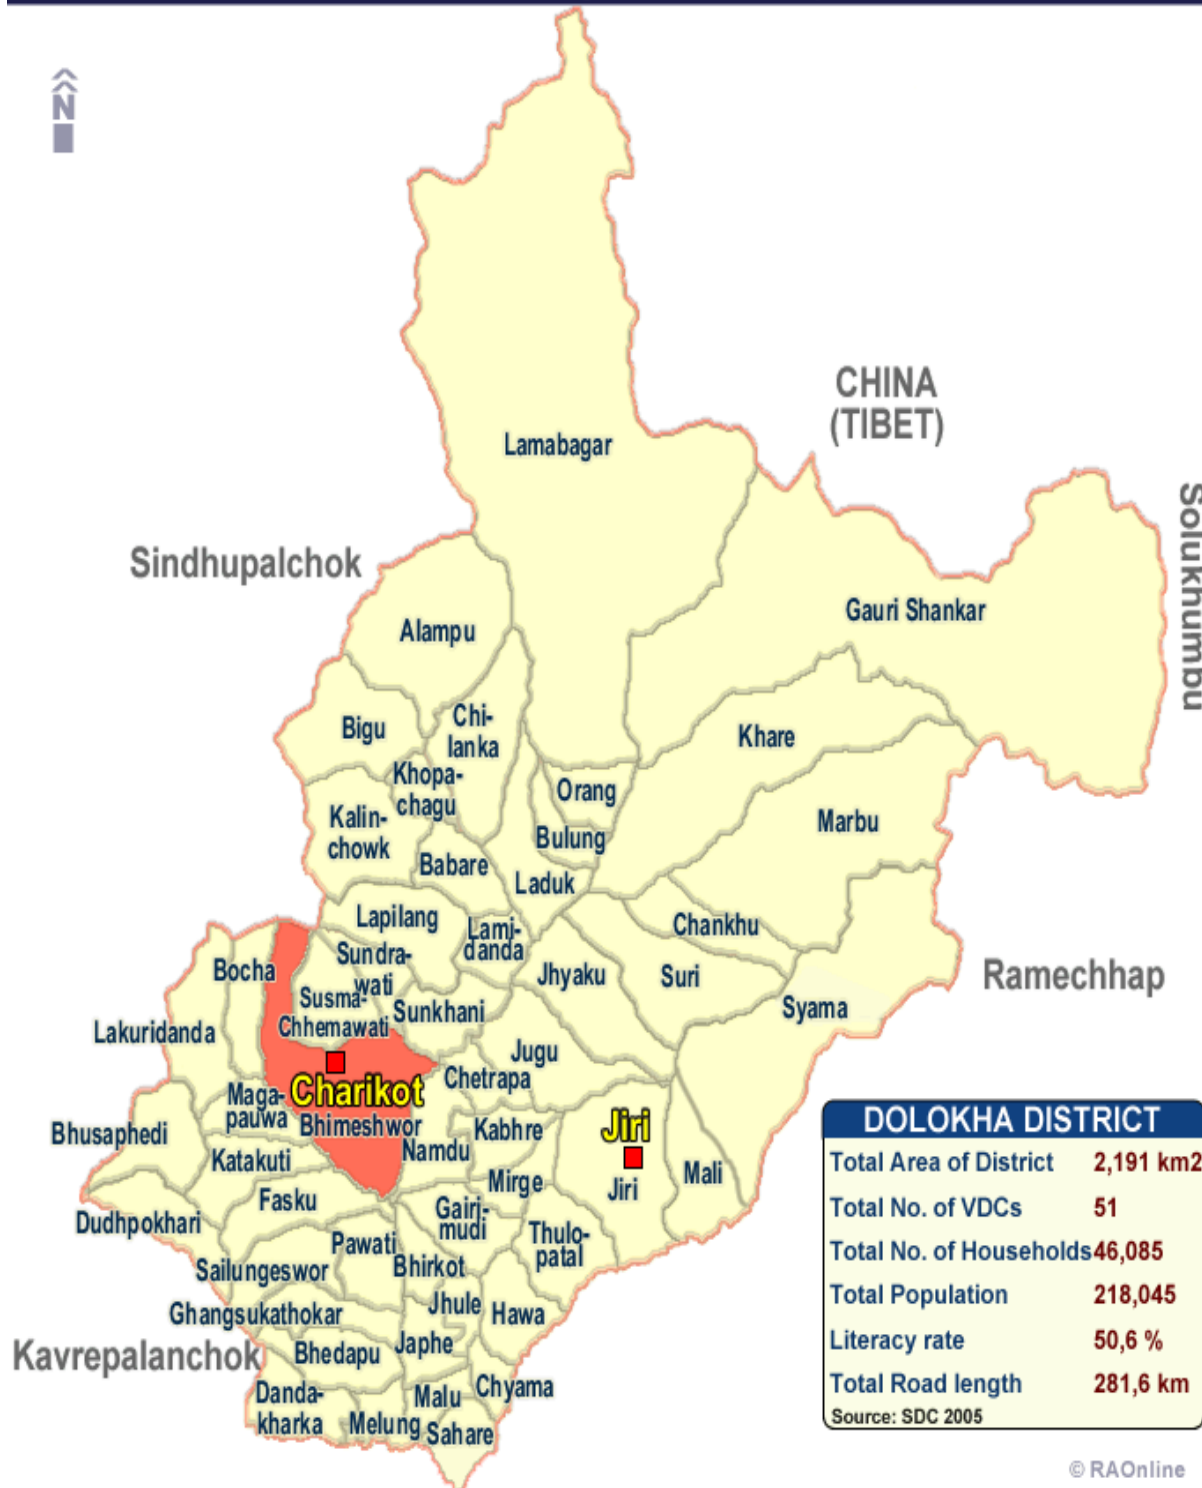 N
CHINA
(TIBET)
Lamabagar
Solukhumbu
Sindhupalchok
Gauri Shankar
Alampu
Chi-
lanka
Bigu
Khare
Khopa-
chagu
Orang
Kalin-
chowk
Marbu
Bulung
Babare
Laduk
Lapilang
Lami-
danda
Chankhu
Sundra-
wati
Bocha
Jhyaku
Suri
Ramechhap
Susma-
Chhemawati
Sunkhani
Syama
Lakuridanda
Jugu
Chetrapa
Charikot
Maga-
pauwa
Bhimeshwor
Kabhre
Jiri
Bhusaphedi
Namdu
Katakuti
Mirge
Jiri
Mali
Fasku
Dudhpokhari
Gairi-
mudi
Thulo-
patal
Pawati
Sailungeswor
Bhirkot
Jhule
Ghangsukathokar
Hawa
Kavrepalanchok
Bhedapu
Japhe
Danda-
kharka
Chyama
Malu
Melung
Sahare
DOLOKHA DISTRICT
Total Area of District 2,191 km2
Total No. of VDCs 51
Total No. of Households 46,085
Total Population 218,045
Literacy rate 50,6 %
Total Road length 281,6 km
Source: SDC 2005
© RAOnline